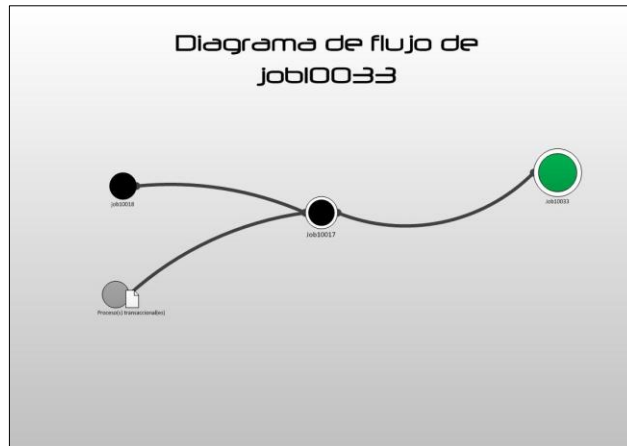 Diagrama de flujo de
job10033
job10018
Job10017
Job10033
Proceso(s) transaccional(es)